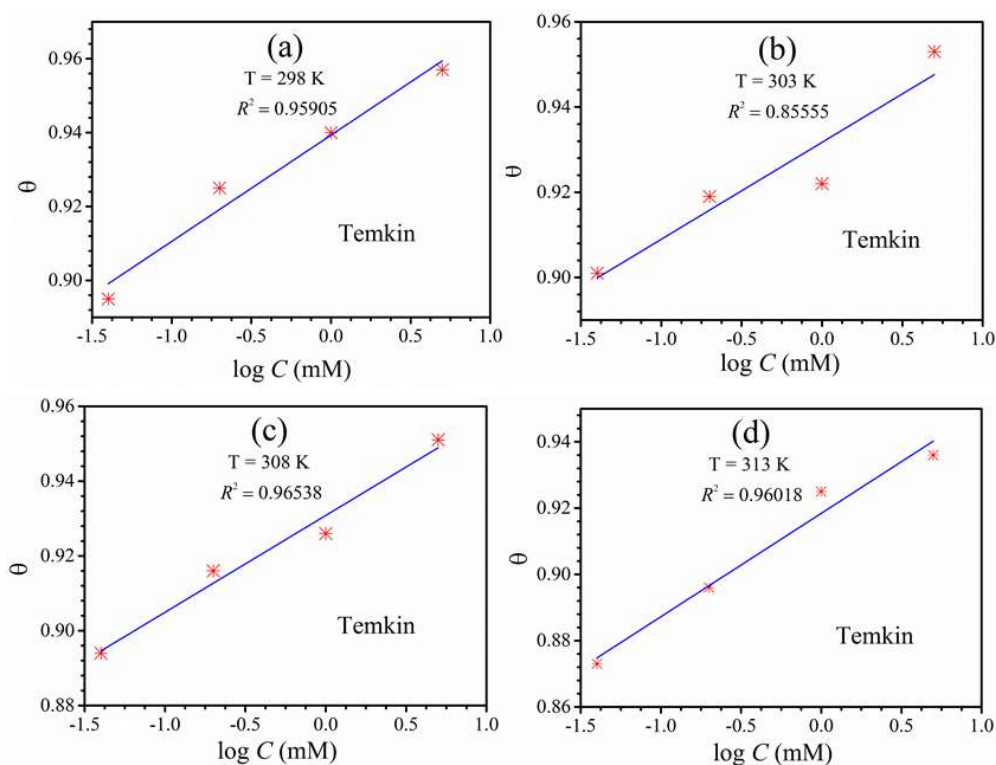 (a)
T = 298 K
R² = 0.95905
Temkin
0.96
0.94
0.92
0.90
θ
-1.5
-1.0
-0.5
0.0
0.5
1.0
log C (mM)
(b)
T = 303 K
R² = 0.85555
Temkin
0.96
0.94
0.92
0.90
θ
-1.5
-1.0
-0.5
0.0
0.5
1.0
log C (mM)
(c)
T = 308 K
R² = 0.96538
Temkin
0.96
0.94
0.92
0.90
0.88
θ
-1.5
-1.0
-0.5
0.0
0.5
1.0
log C (mM)
(d)
T = 313 K
R² = 0.96018
Temkin
0.94
0.92
0.90
0.88
0.86
θ
-1.5
-1.0
-0.5
0.0
0.5
1.0
log C (mM)